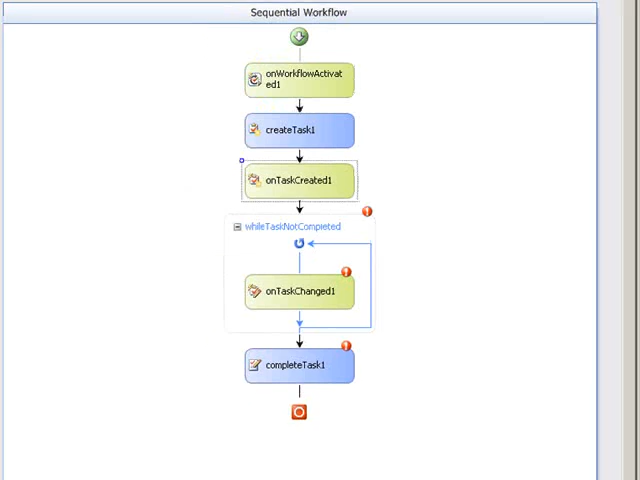 Sequential Workflow
onWorkflowActivat
ed1
createTask1
onTaskCreated1
whileTaskNotCompleted
onTaskChanged1
completeTask1